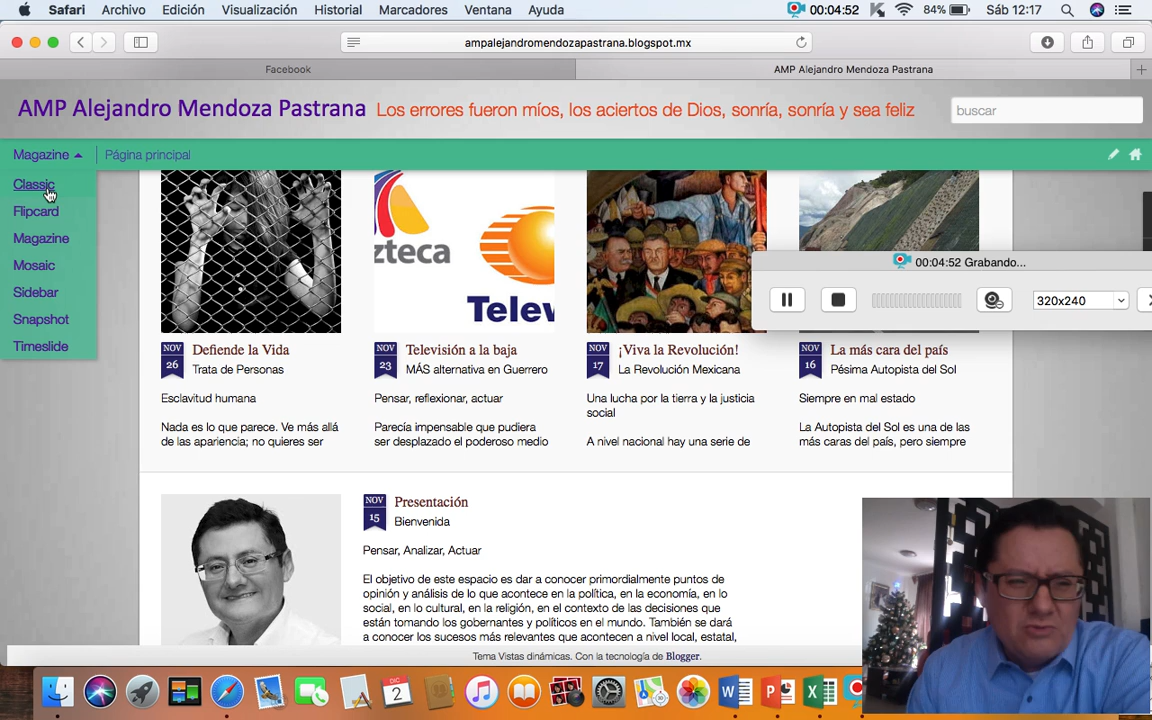 Safari Archivo Edición Visualización Historial Marcadores Ventana Ayuda 00:04:52 84% Sáb 12:17
ampalejandromendozapastrana.blogspot.mx
Facebook AMP Alejandro Mendoza Pastrana
AMP Alejandro Mendoza Pastrana Los errores fueron míos, los aciertos de Dios, sonría, sonría y sea feliz buscar
Magazine Página principal
Classic
Flipcard
Magazine
Mosaic
Sidebar
Snapshot
Timeslide
zteca
Telev
00:04:52 Grabando...
320x240
NOV 26 Defiende la Vida
Trata de Personas
Esclavitud humana
Nada es lo que parece. Ve más allá
de las apariencia; no quieres ser
NOV 23 Televisión a la baja
MÁS alternativa en Guerrero
Pensar, reflexionar, actuar
Parecía impensable que pudiera
ser desplazado el poderoso medio
NOV 17 ¡Viva la Revolución!
La Revolución Mexicana
Una lucha por la tierra y la justicia
social
A nivel nacional hay una serie de
NOV 16 La más cara del país
Pésima Autopista del Sol
Siempre en mal estado
La Autopista del Sol es una de las
más caras del país, pero siempre
NOV 15 Presentación
Bienvenida
Pensar, Analizar, Actuar
El objetivo de este espacio es dar a conocer primordialmente puntos de
opinión y análisis de lo que acontece en la política, en la economía, en lo
social, en lo cultural, en la religión, en el contexto de las decisiones que
están tomando los gobernantes y políticos en el mundo. También se dará
a conocer los sucesos más relevantes que acontecen a nivel local, estatal,
Tema Vistas dinámicas. Con la tecnología de Blogger.
DIC
2